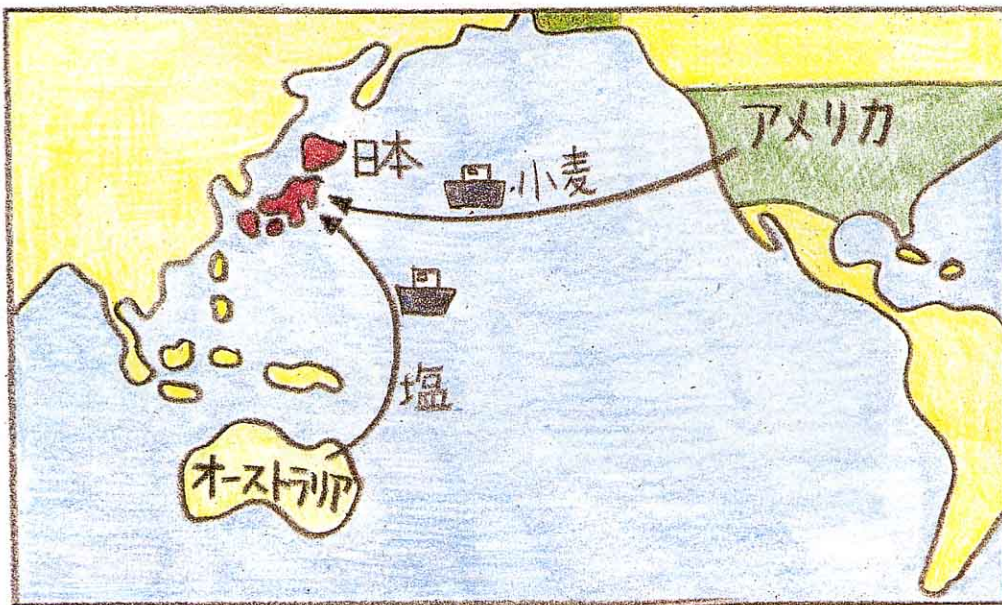 アメリカ
日本
小麦
塩
オーストラリア